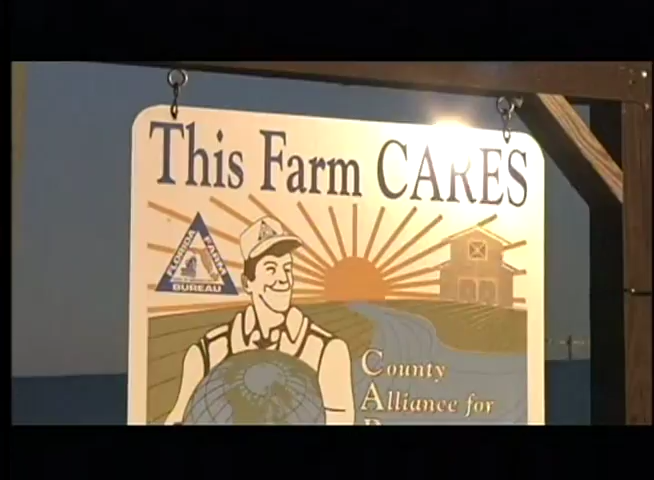 This Farm CARES
FLORIDA FARM
BUREAU
County
Alliance for